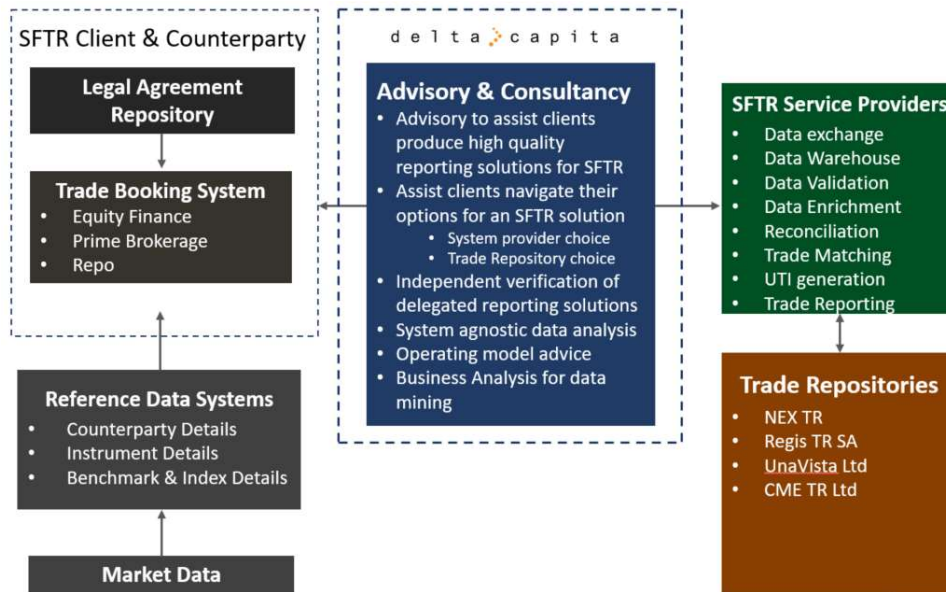 SFTR Client & Counterparty
Legal Agreement
Repository
Trade Booking System
• Equity Finance
• Prime Brokerage
• Repo
Reference Data Systems
• Counterparty Details
• Instrument Details
• Benchmark & Index Details
Market Data
delta capita
Advisory & Consultancy
• Advisory to assist clients
produce high quality
reporting solutions for SFTR
• Assist clients navigate their
options for an SFTR solution
• System provider choice
• Trade Repository choice
• Independent verification of
delegated reporting solutions
• System agnostic data analysis
• Operating model advice
• Business Analysis for data
mining
SFTR Service Providers
• Data exchange
• Data Warehouse
• Data Validation
• Data Enrichment
• Reconciliation
• Trade Matching
• UTI generation
• Trade Reporting
Trade Repositories
• NEX TR
• Regis TR SA
• UnaVista Ltd
• CME TR Ltd